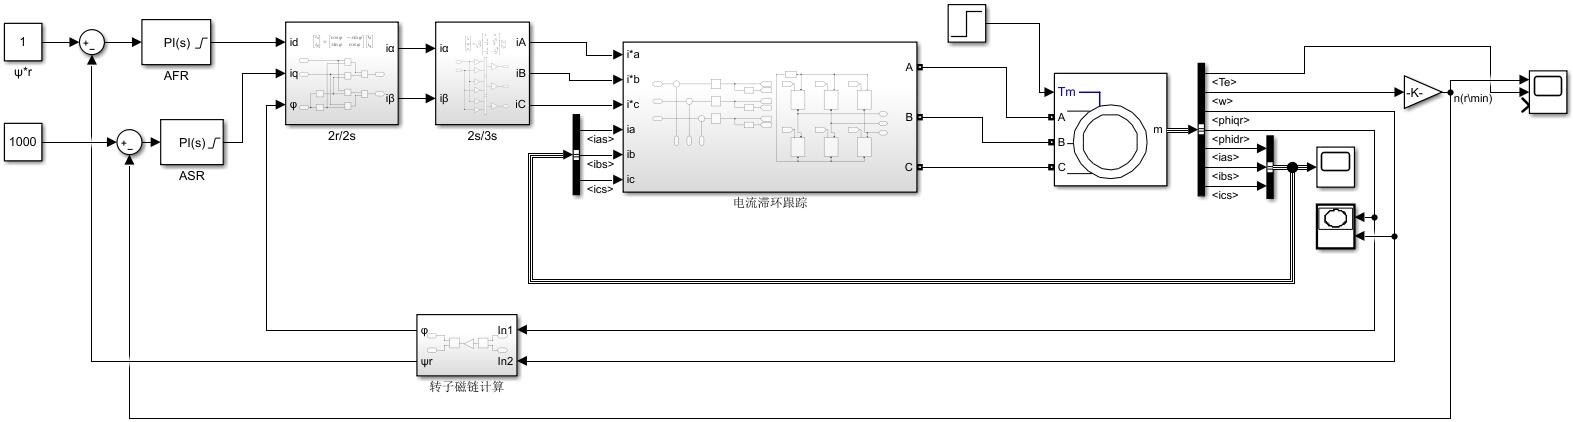 1
ψ*r
+
−
PI(s)
AFR
1000
+
−
PI(s)
ASR
id
iq
φ
iα
iβ
2r/2s
iα
iβ
iA
iB
iC
2s/3s
<ias>
<ibs>
<ics>
i*a
i*b
i*c
ia
ib
ic
A
B
C
电流滞环跟踪
Tm
A
B
C
m
<Te>
<w>
<phiqr>
<phidr>
<ias>
<ibs>
<ics>
-K-
n(r\min)
φ
ψr
In1
In2
转子磁链计算